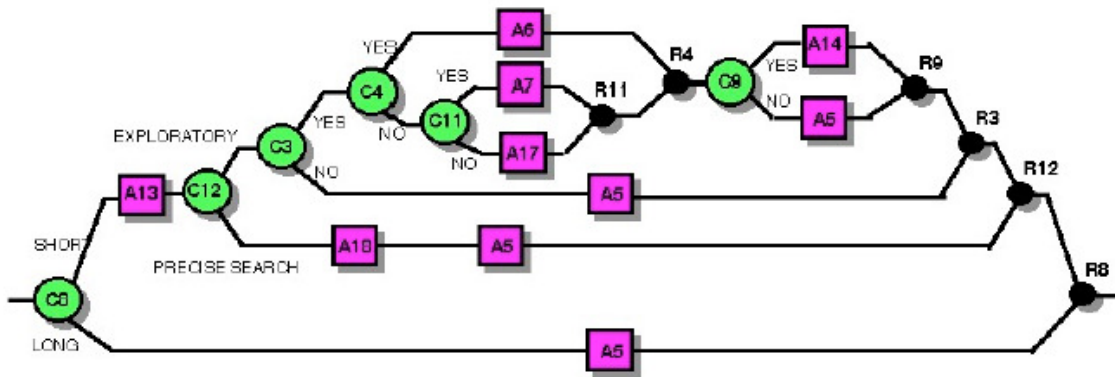 A6
YES
A14
R4
YES
R9
C4
YES
A7
R11
C9
NO
C11
NO
A5
EXPLORATORY
YES
C3
NO
A17
R3
NO
A13
C12
A5
R12
SHORT
A18
A5
PRECISE SEARCH
R8
C8
LONG
A5